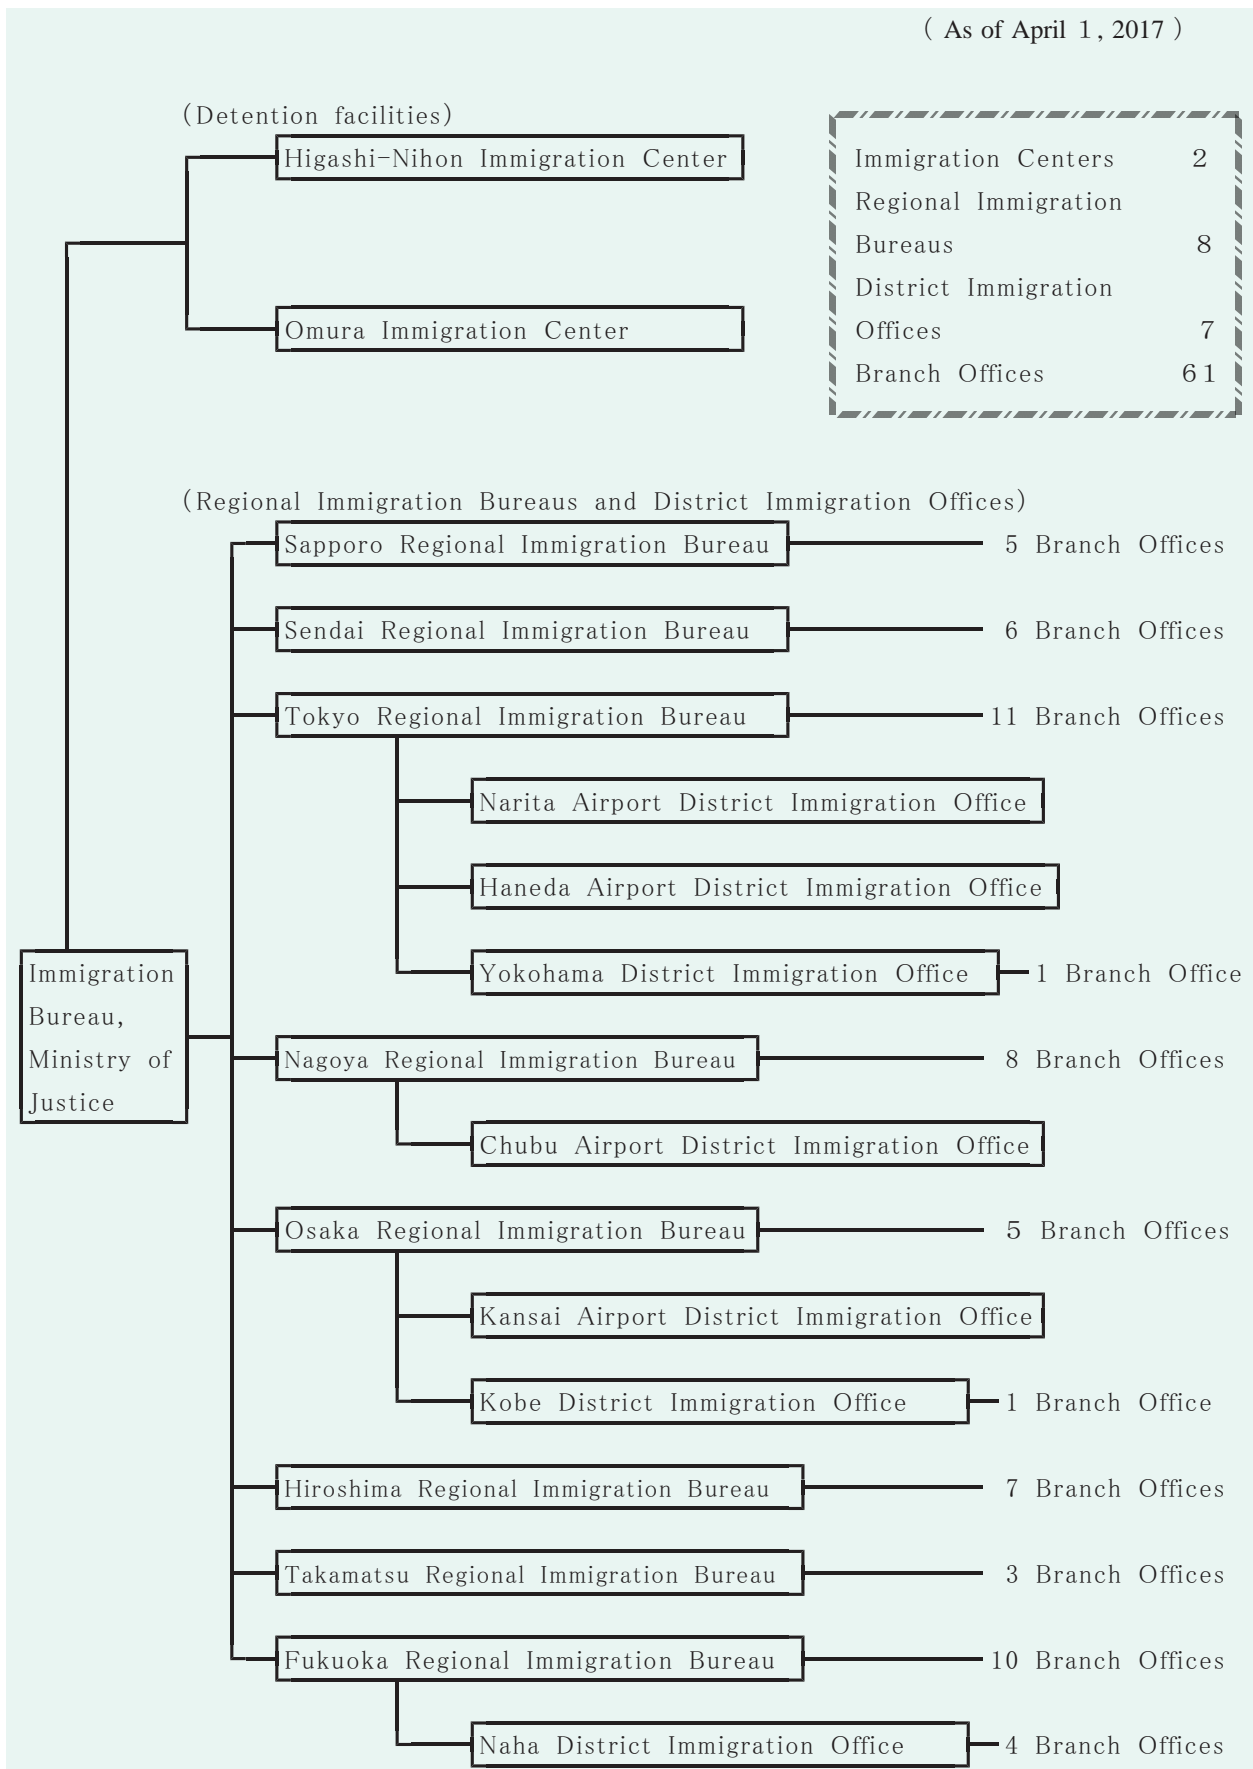 ( As of April 1, 2017 )
(Detention facilities)
Higashi-Nihon Immigration Center
Omura Immigration Center
Immigration Centers 2
Regional Immigration
Bureaus 8
District Immigration
Offices 7
Branch Offices 61
(Regional Immigration Bureaus and District Immigration Offices)
Sapporo Regional Immigration Bureau 5 Branch Offices
Sendai Regional Immigration Bureau 6 Branch Offices
Tokyo Regional Immigration Bureau 11 Branch Offices
Narita Airport District Immigration Office
Haneda Airport District Immigration Office
Yokohama District Immigration Office 1 Branch Office
Immigration
Bureau,
Ministry of
Justice
Nagoya Regional Immigration Bureau 8 Branch Offices
Chubu Airport District Immigration Office
Osaka Regional Immigration Bureau 5 Branch Offices
Kansai Airport District Immigration Office
Kobe District Immigration Office 1 Branch Office
Hiroshima Regional Immigration Bureau 7 Branch Offices
Takamatsu Regional Immigration Bureau 3 Branch Offices
Fukuoka Regional Immigration Bureau 10 Branch Offices
Naha District Immigration Office 4 Branch Offices